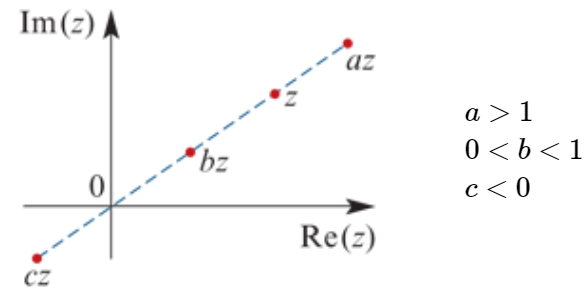 Im(z)
az
z
bz
0
Re(z)
cz
a > 1
0 < b < 1
c < 0